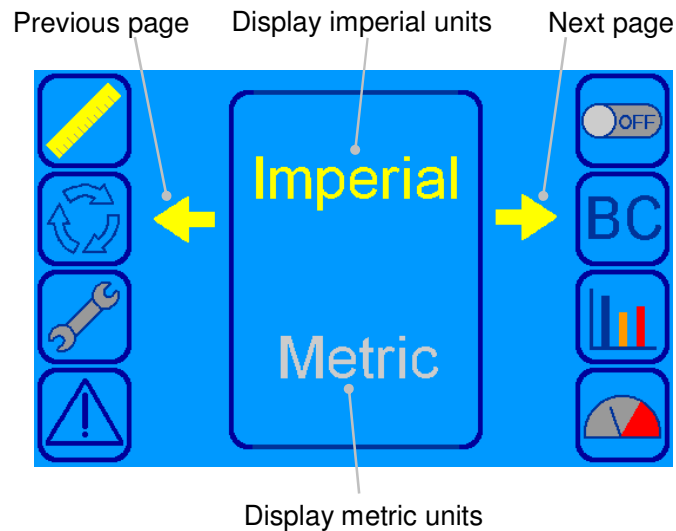 Previous page Display imperial units Next page
OFF
Imperial
BC
Metric
Display metric units